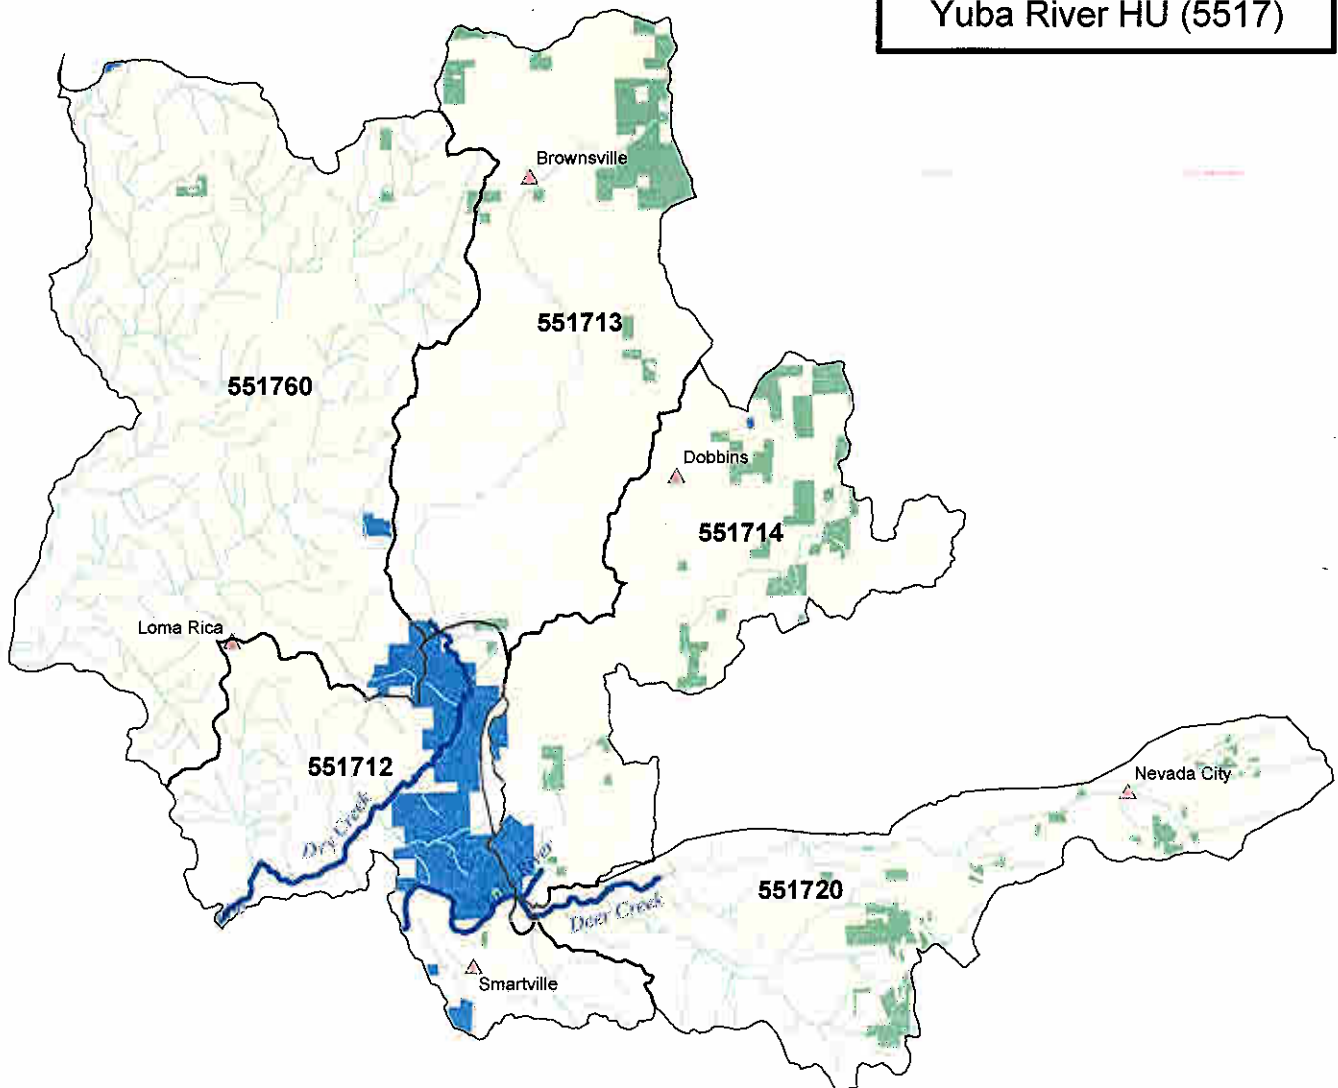 Yuba River HU (5517)
Brownsville
551713
551760
Dobbins
551714
Loma Rica
551712
Dry Creek
Nevada City
River
551720
Deer Creek
Smartville